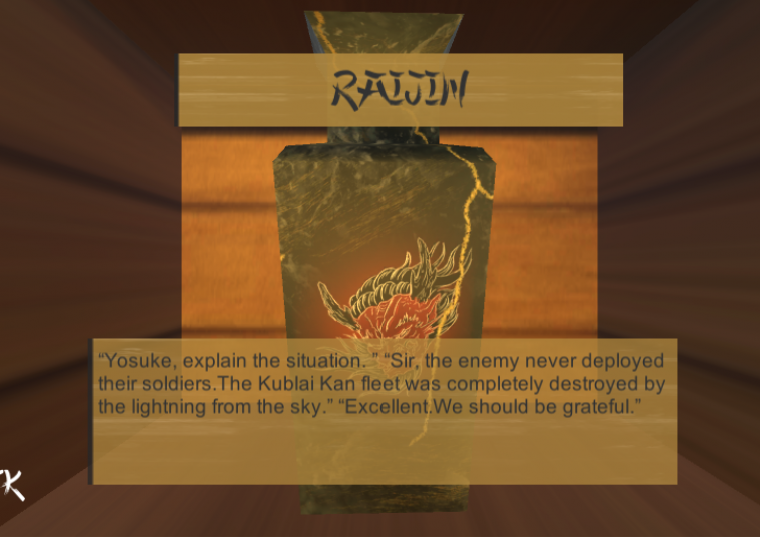 RAIJIN
“Yosuke, explain the situation. ” “Sir, the enemy never deployed
their soldiers.The Kublai Kan fleet was completely destroyed by
the lightning from the sky.” “Excellent.We should be grateful.”